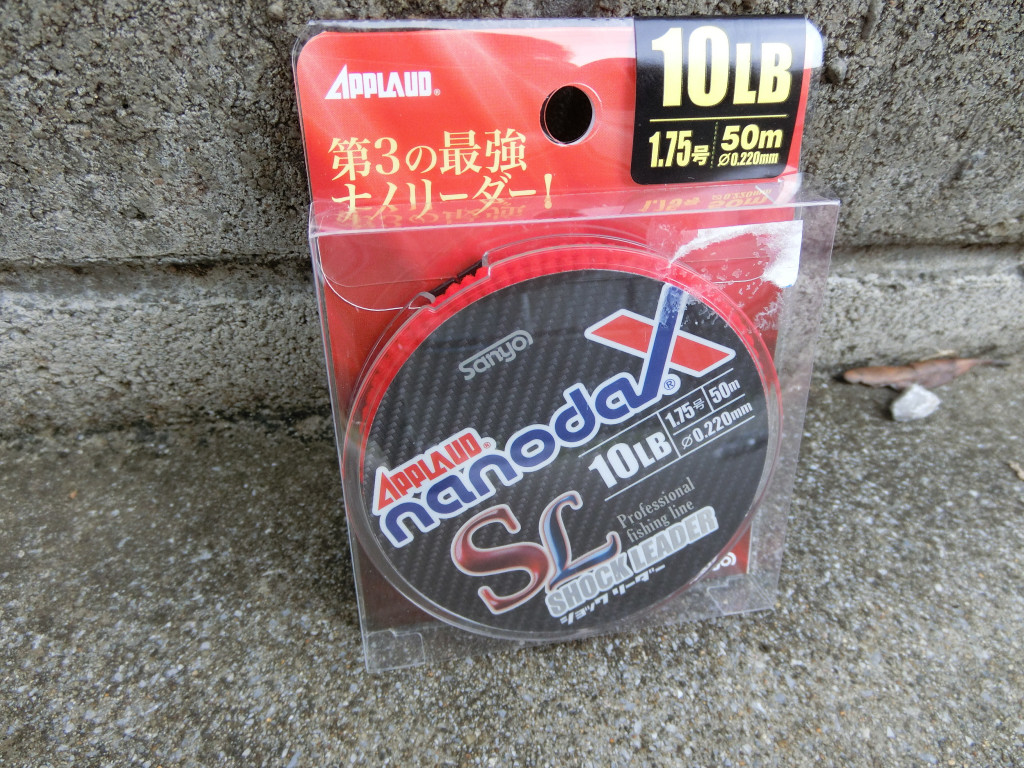 APPLAUD®
10LB
1.75号 50m
⌀0.220mm
第3の最強
ナノリーダー!
sanyo
APPLAUD®
nanodaX®
10LB 1.75号 50m
⌀0.220mm
SL
Professional
fishing line
SHOCK LEADER
ショック リーダー